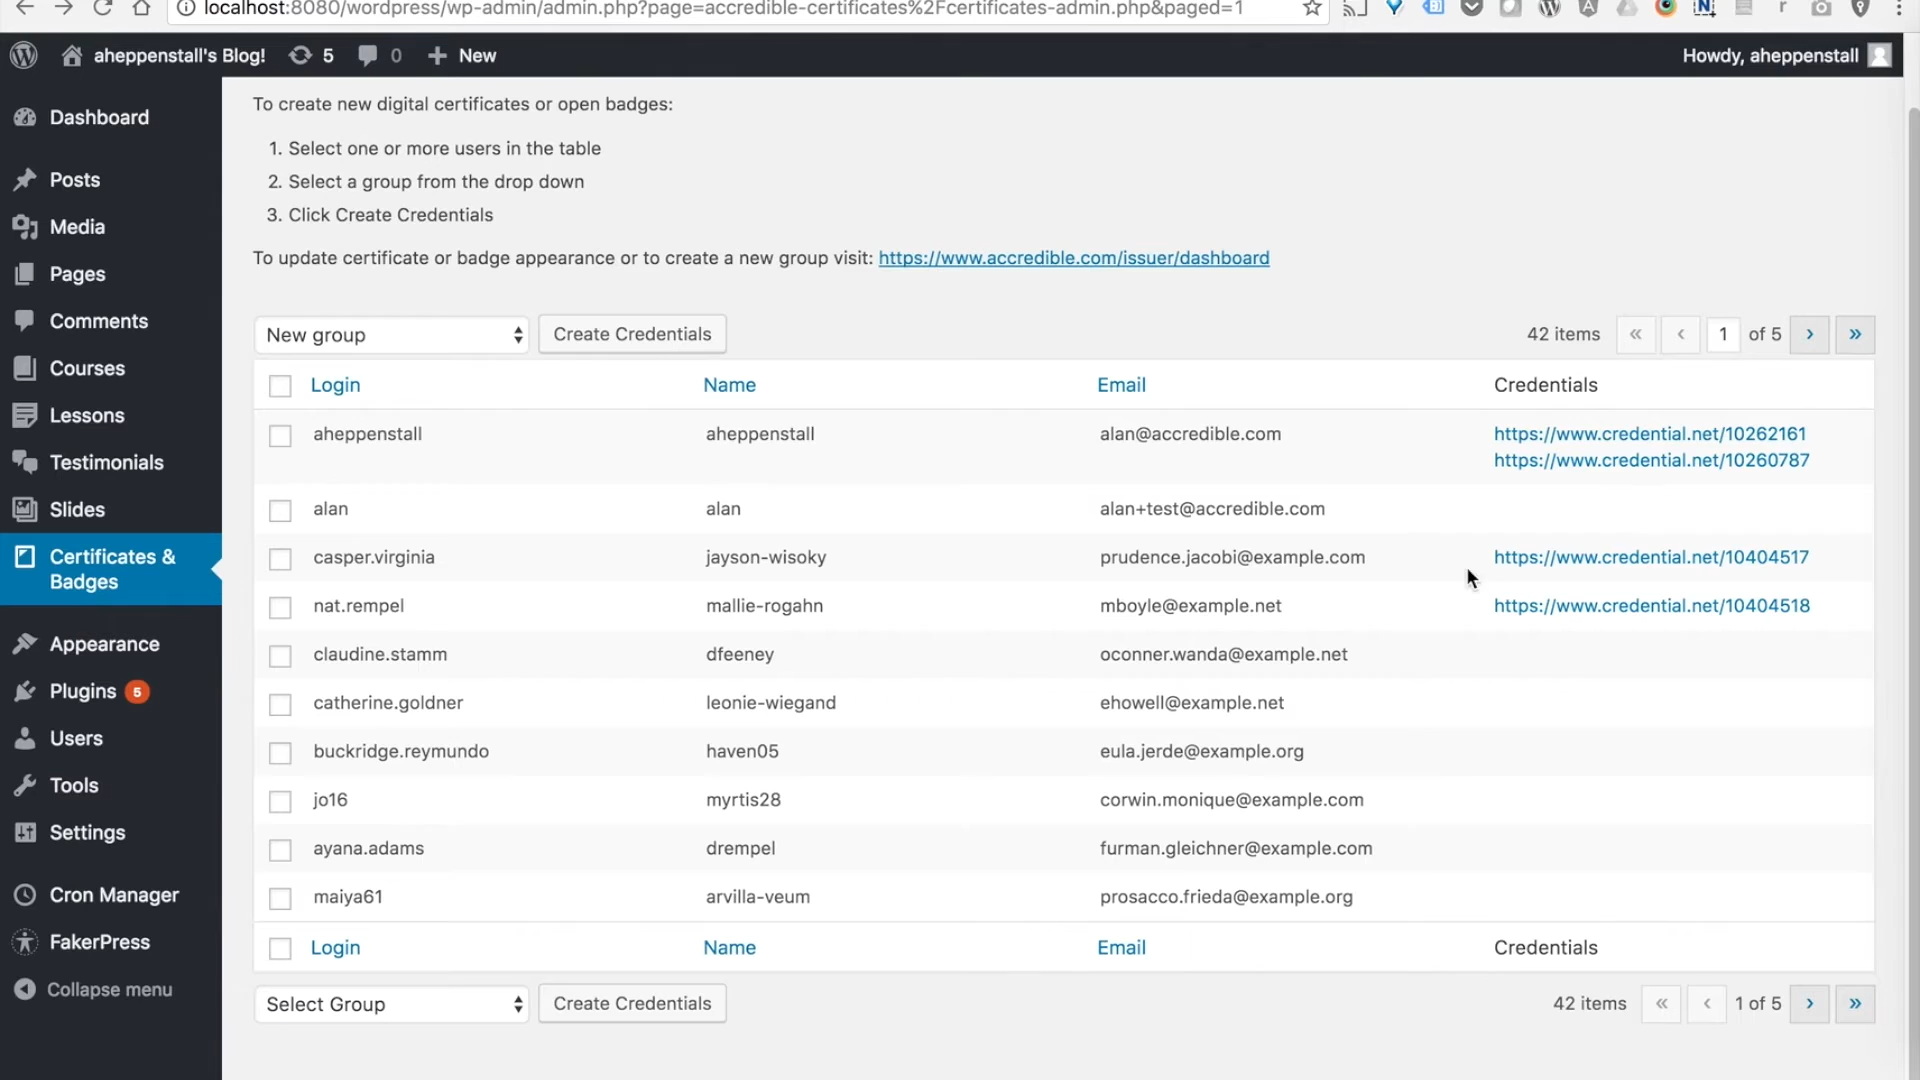 localhost:8080/wordpress/wp-admin/admin.php?page=accredible-certificates%2Fcertificates-admin.php&paged=1
aheppenstall's Blog! 5 0 New Howdy, aheppenstall
Dashboard
Posts
Media
Pages
Comments
Courses
Lessons
Testimonials
Slides
Certificates &
Badges
Appearance
Plugins 5
Users
Tools
Settings
Cron Manager
FakerPress
Collapse menu
To create new digital certificates or open badges:
1. Select one or more users in the table
2. Select a group from the drop down
3. Click Create Credentials
To update certificate or badge appearance or to create a new group visit: https://www.accredible.com/issuer/dashboard
New group Create Credentials 42 items « ‹ 1 of 5 › »
Login Name Email Credentials
aheppenstall aheppenstall alan@accredible.com https://www.credential.net/10262161
https://www.credential.net/10260787
alan alan alan+test@accredible.com
casper.virginia jayson-wisoky prudence.jacobi@example.com https://www.credential.net/10404517
nat.rempel mallie-rogahn mboyle@example.net https://www.credential.net/10404518
claudine.stamm dfeeney oconner.wanda@example.net
catherine.goldner leonie-wiegand ehowell@example.net
buckridge.reymundo haven05 eula.jerde@example.org
jo16 myrtis28 corwin.monique@example.com
ayana.adams drempel furman.gleichner@example.com
maiya61 arvilla-veum prosacco.frieda@example.org
Login Name Email Credentials
Select Group Create Credentials 42 items « ‹ 1 of 5 › »